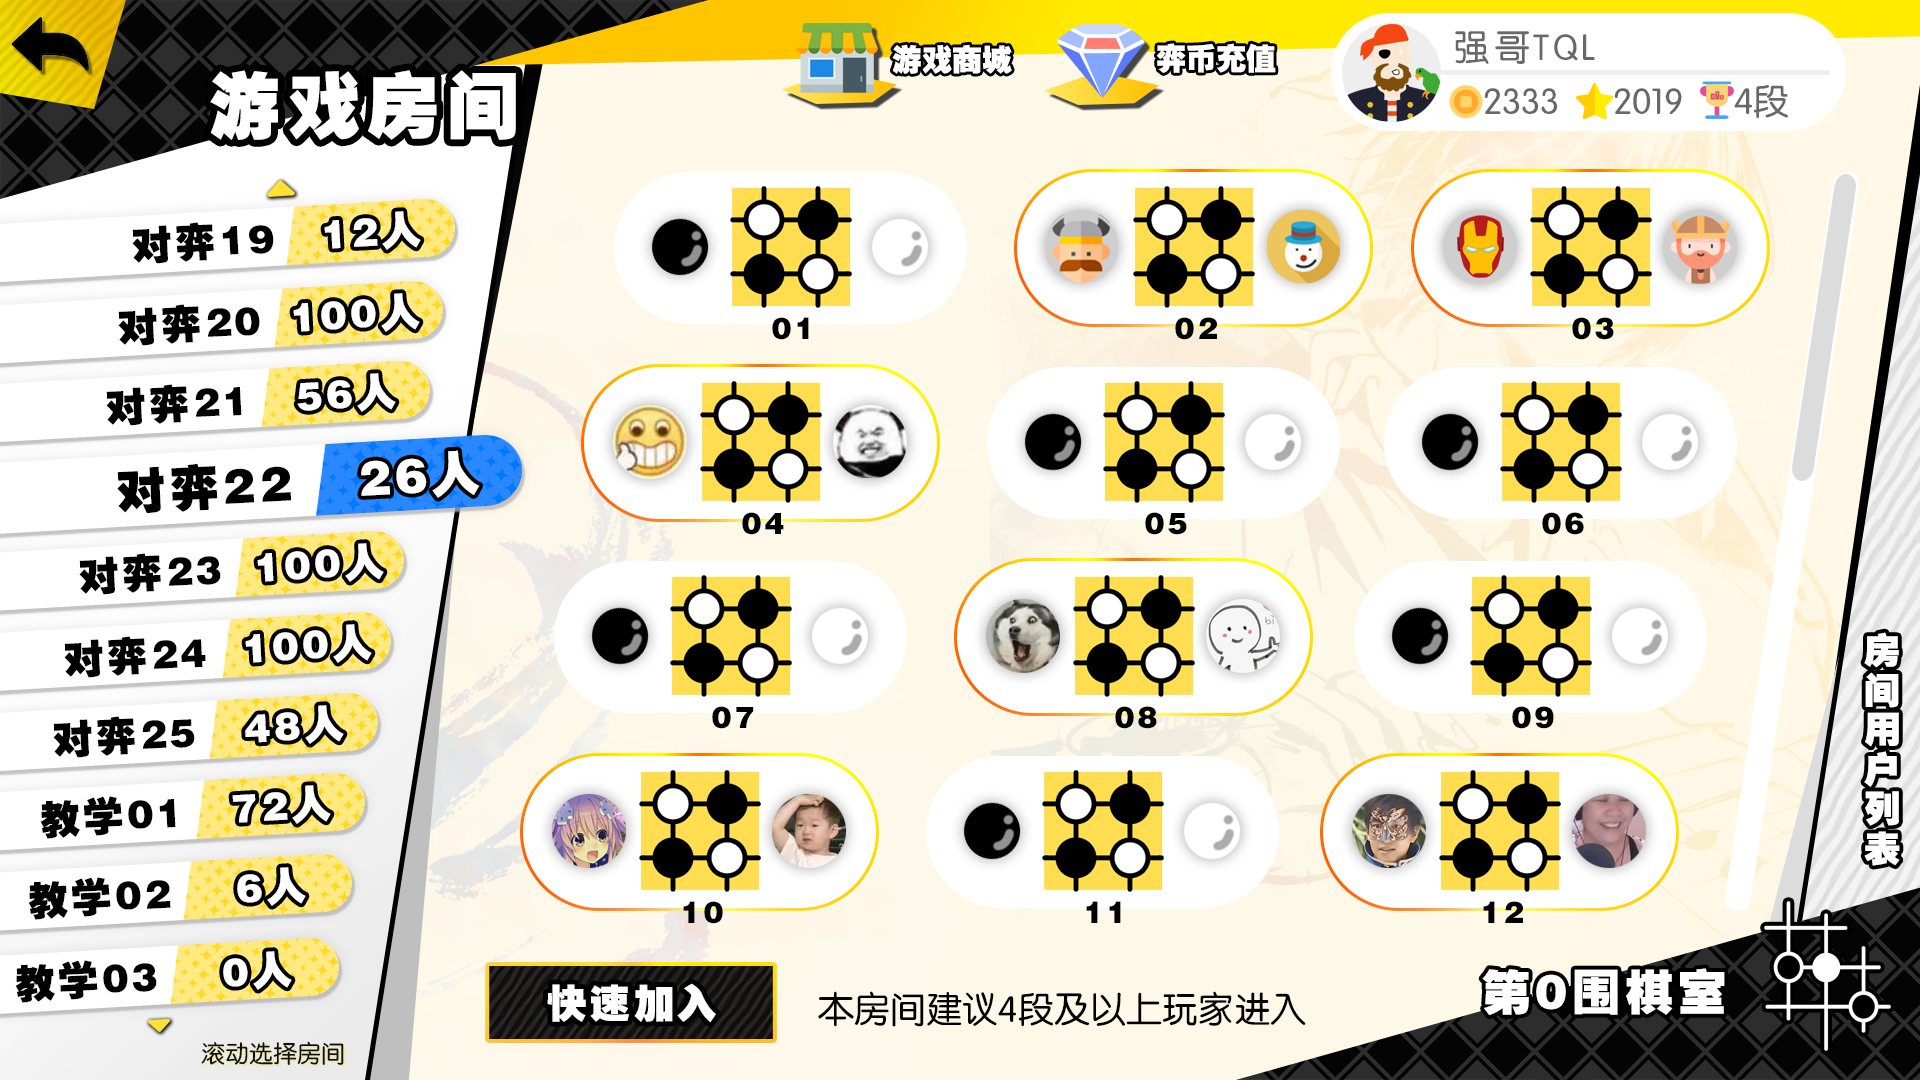 游戏房间
游戏商城
弈币充值
强哥TQL
2333
2019
4段
对弈19 12人
对弈20 100人
对弈21 56人
对弈22 26人
对弈23 100人
对弈24 100人
对弈25 48人
教学01 72人
教学02 6人
教学03 0人
滚动选择房间
01
02
03
04
05
06
07
08
09
10
11
12
快速加入
本房间建议4段及以上玩家进入
房间用户列表
第0围棋室